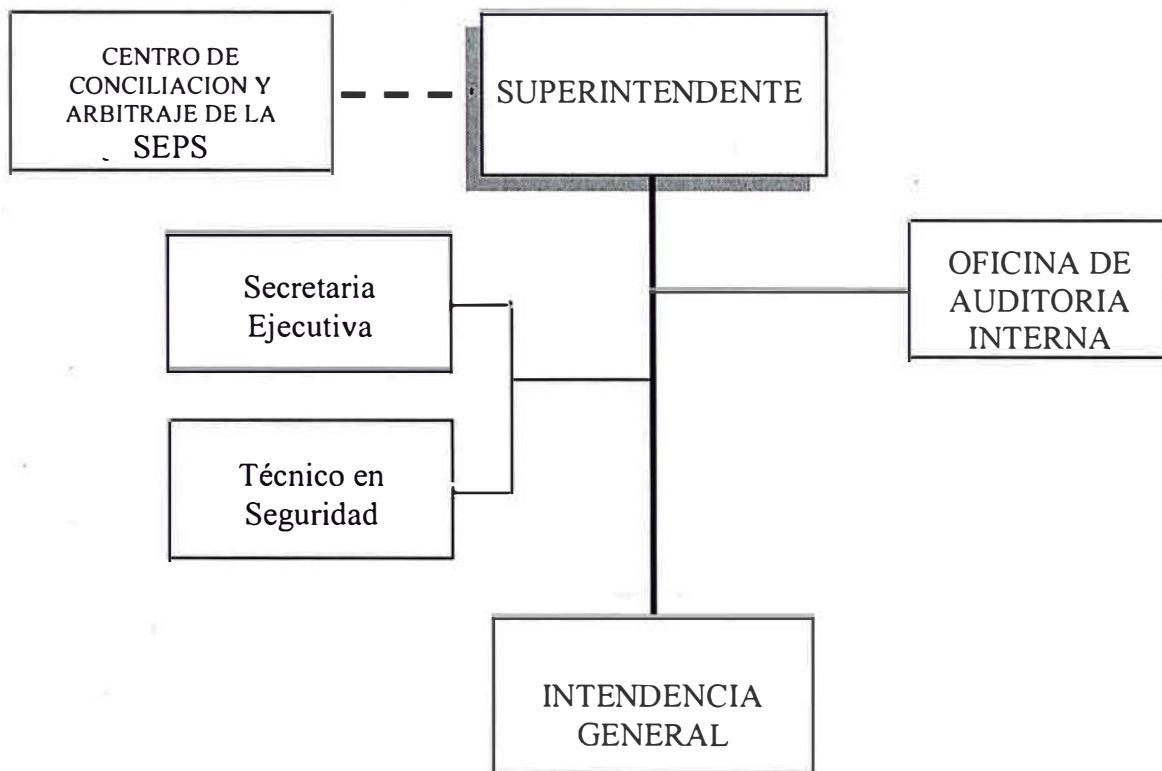 CENTRO DE
CONCILIACION Y
ARBITRAJE DE LA
SEPS
SUPERINTENDENTE
OFICINA DE
AUDITORIA
INTERNA
Secretaria
Ejecutiva
Técnico en
Seguridad
INTENDENCIA
GENERAL